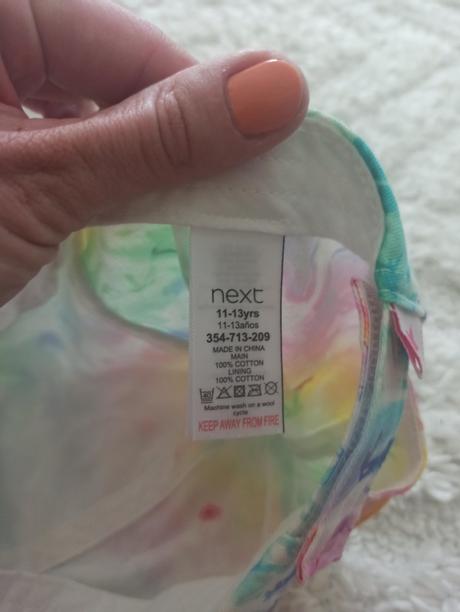 next
11-13yrs
11-13años
354-713-209
MADE IN CHINA
MAIN
100% COTTON
LINING
100% COTTON
40
Machine wash on a wool
cycle
KEEP AWAY FROM FIRE